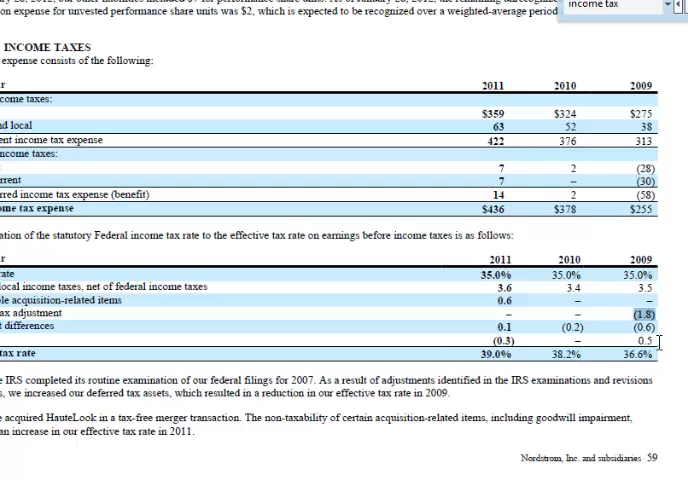 income tax
on expense for unvested performance share units was $2, which is expected to be recognized over a weighted-average period
INCOME TAXES
expense consists of the following:
2011 2010 2009
come taxes:
$359 $324 $275
nd local 63 52 38
ent income tax expense 422 376 313
ncome taxes:
7 2 (28)
rrent 7 – (30)
rred income tax expense (benefit) 14 2 (58)
ome tax expense $436 $378 $255
ation of the statutory Federal income tax rate to the effective tax rate on earnings before income taxes is as follows:
2011 2010 2009
rate 35.0% 35.0% 35.0%
local income taxes, net of federal income taxes 3.6 3.4 3.5
ble acquisition-related items 0.6 – –
ax adjustment – – (1.8)
t differences 0.1 (0.2) (0.6)
(0.3) – 0.5
tax rate 39.0% 38.2% 36.6%
e IRS completed its routine examination of our federal filings for 2007. As a result of adjustments identified in the IRS examinations and revisions
s, we increased our deferred tax assets, which resulted in a reduction in our effective tax rate in 2009.
e acquired HauteLook in a tax-free merger transaction. The non-taxability of certain acquisition-related items, including goodwill impairment,
an increase in our effective tax rate in 2011.
Nordstrom, Inc. and subsidiaries 59